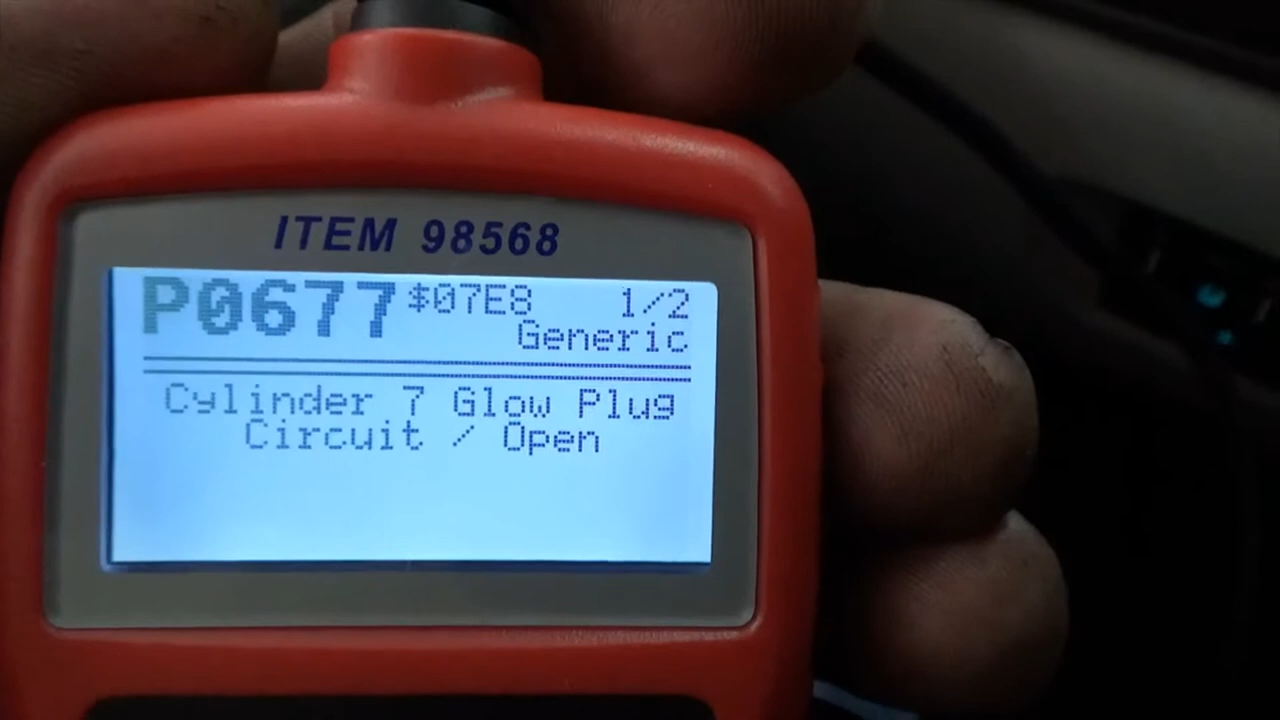 ITEM 98568
P0677 $07E8 1/2
Generic
Cylinder 7 Glow Plug
Circuit / Open